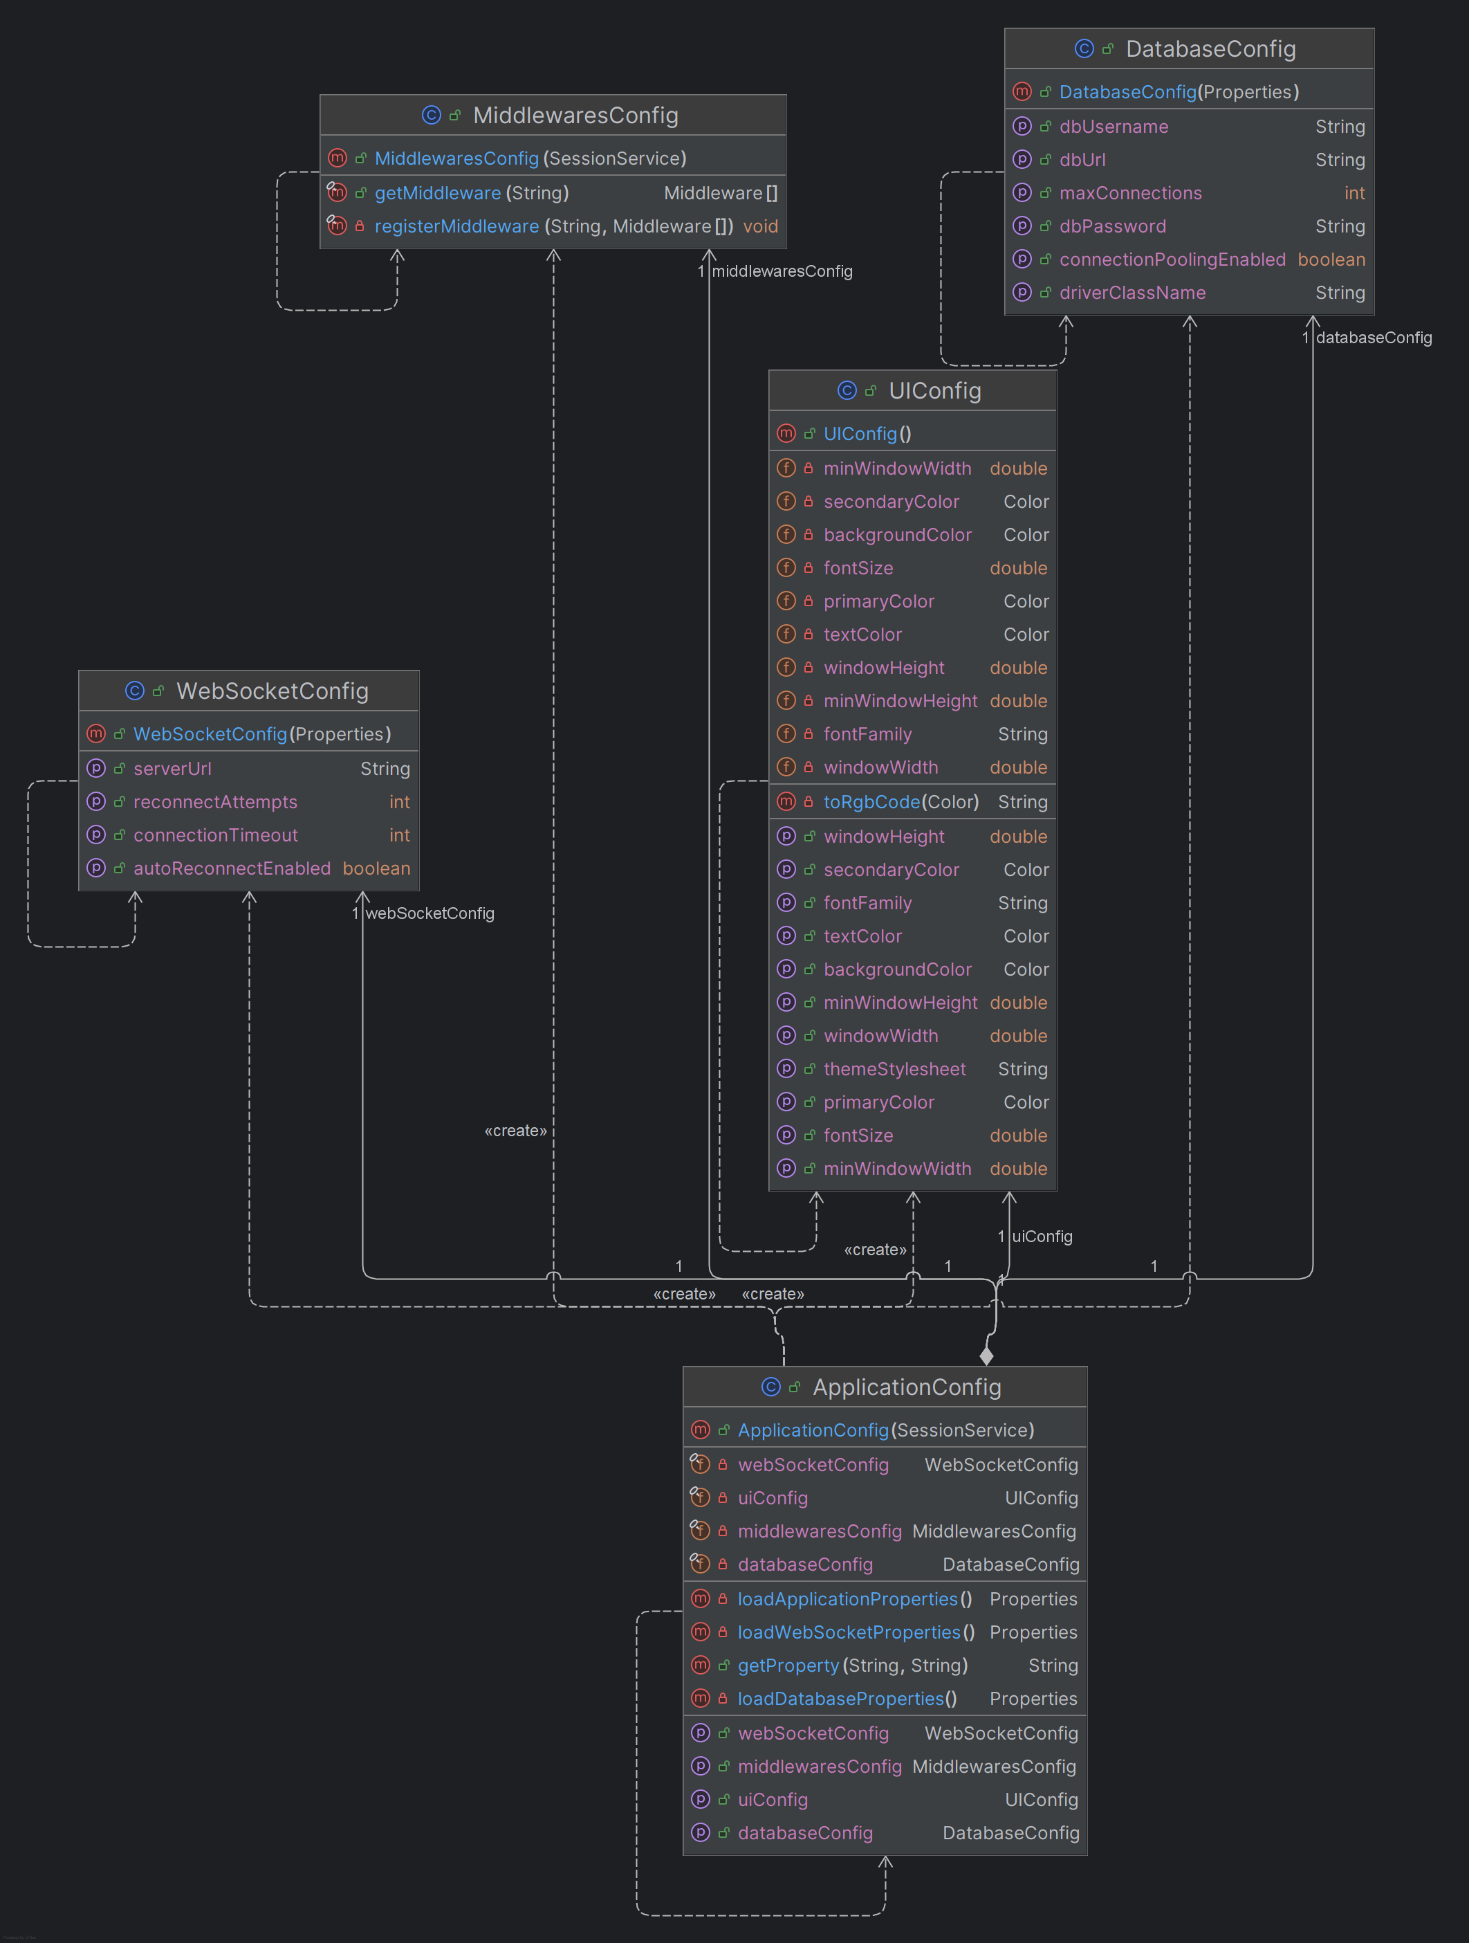 DatabaseConfig
DatabaseConfig(Properties)
dbUsername String
dbUrl String
maxConnections int
dbPassword String
connectionPoolingEnabled boolean
driverClassName String
1 databaseConfig
MiddlewaresConfig
MiddlewaresConfig(SessionService)
getMiddleware(String) Middleware[]
registerMiddleware(String, Middleware[]) void
1 middlewaresConfig
UIConfig
UIConfig()
minWindowWidth double
secondaryColor Color
backgroundColor Color
fontSize double
primaryColor Color
textColor Color
windowHeight double
minWindowHeight double
fontFamily String
windowWidth double
toRgbCode(Color) String
windowHeight double
secondaryColor Color
fontFamily String
textColor Color
backgroundColor Color
minWindowHeight double
windowWidth double
themeStylesheet String
primaryColor Color
fontSize double
minWindowWidth double
WebSocketConfig
WebSocketConfig(Properties)
serverUrl String
reconnectAttempts int
connectionTimeout int
autoReconnectEnabled boolean
1 webSocketConfig
«create»
1 uiConfig
«create»
1 1 1
1
«create» «create»
ApplicationConfig
ApplicationConfig(SessionService)
webSocketConfig WebSocketConfig
uiConfig UIConfig
middlewaresConfig MiddlewaresConfig
databaseConfig DatabaseConfig
loadApplicationProperties() Properties
loadWebSocketProperties() Properties
getProperty(String, String) String
loadDatabaseProperties() Properties
webSocketConfig WebSocketConfig
middlewaresConfig MiddlewaresConfig
uiConfig UIConfig
databaseConfig DatabaseConfig